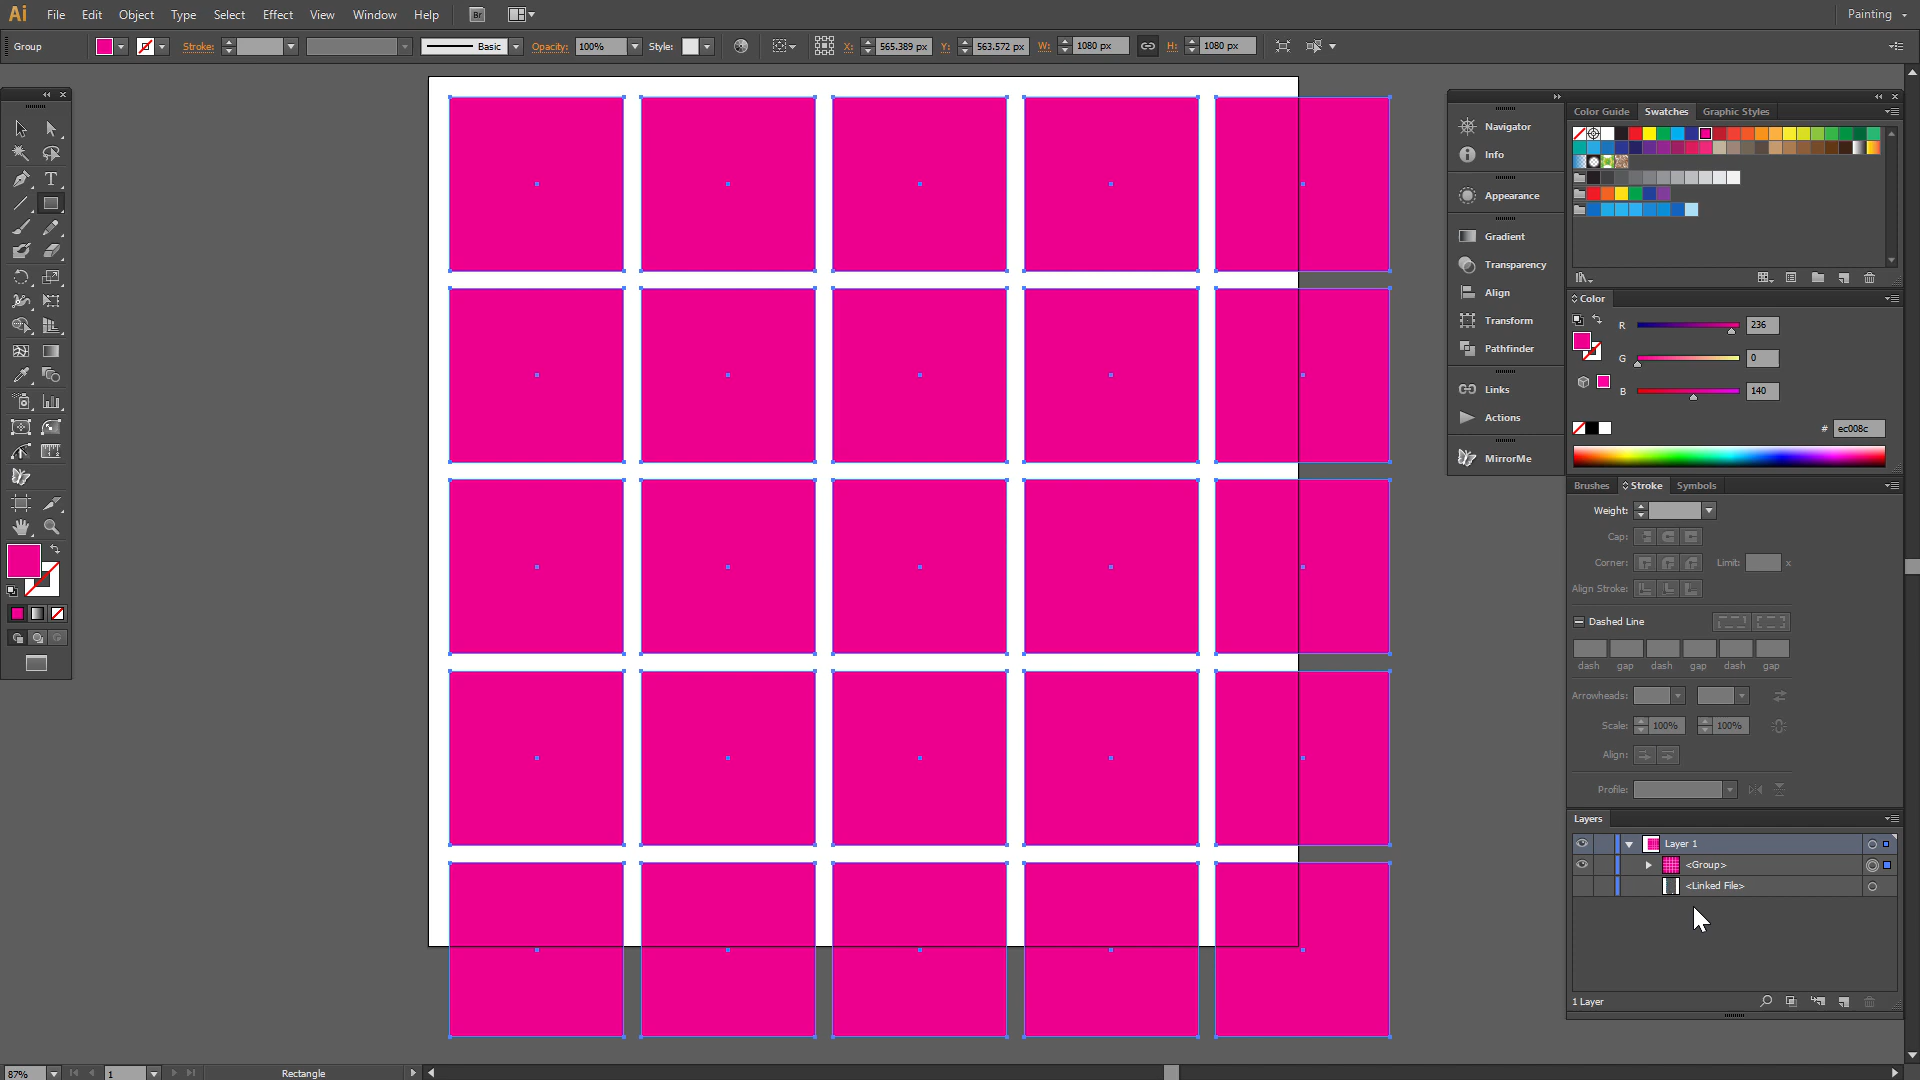 Ai File Edit Object Type Select Effect View Window Help Br Painting
Group Stroke: Basic Opacity: 100% Style: X: 565.389 px Y: 563.572 px W: 1080 px H: 1080 px
Navigator
Info
Appearance
Gradient
Transparency
Align
Transform
Pathfinder
Links
Actions
MirrorMe
Color Guide Swatches Graphic Styles
Color
R 236
G 0
B 140
# ec008c
Brushes Stroke Symbols
Weight:
Cap:
Corner: Limit: x
Align Stroke:
Dashed Line
dash gap dash gap dash gap
Arrowheads:
Scale: 100% 100%
Align:
Profile:
Layers
Layer 1
<Group>
<Linked File>
1 Layer
87% 1 Rectangle